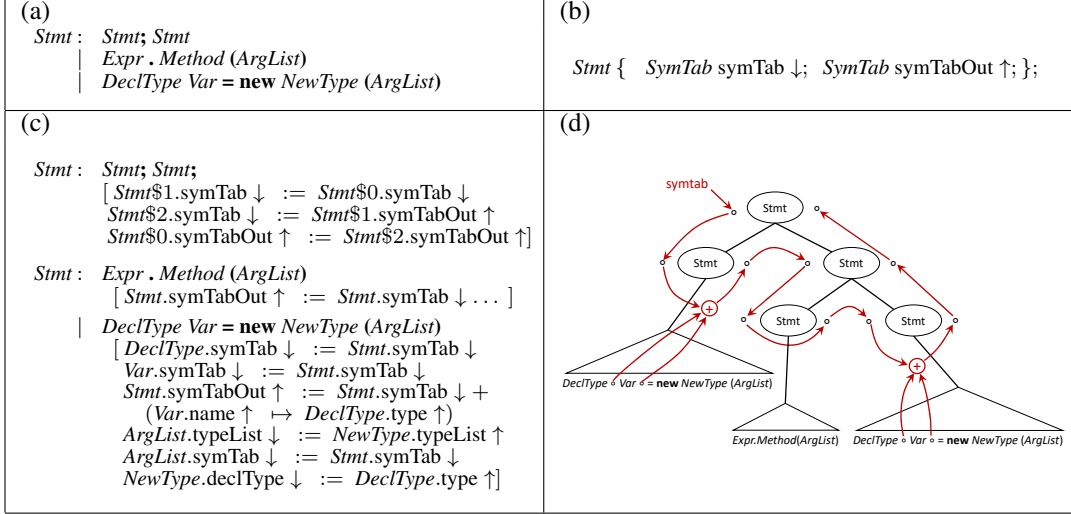 (a)
Stmt : Stmt; Stmt
| Expr . Method (ArgList)
| DeclType Var = new NewType (ArgList)
(b)
Stmt { SymTab symTab ↓; SymTab symTabOut ↑; };
(c)
Stmt : Stmt; Stmt;
[ Stmt$1.symTab ↓ := Stmt$0.symTab ↓
Stmt$2.symTab ↓ := Stmt$1.symTabOut ↑
Stmt$0.symTabOut ↑ := Stmt$2.symTabOut ↑]
Stmt : Expr . Method (ArgList)
[ Stmt.symTabOut ↑ := Stmt.symTab ↓ . . . ]
| DeclType Var = new NewType (ArgList)
[ DeclType.symTab ↓ := Stmt.symTab ↓
Var.symTab ↓ := Stmt.symTab ↓
Stmt.symTabOut ↑ := Stmt.symTab ↓ +
(Var.name ↑ ↦ DeclType.type ↑)
ArgList.typeList ↓ := NewType.typeList ↑
ArgList.symTab ↓ := Stmt.symTab ↓
NewType.declType ↓ := DeclType.type ↑]
(d)
symtab
Stmt
Stmt
Stmt
+
Stmt
Stmt
+
DeclType Var = new NewType (ArgList)
Expr.Method(ArgList)
DeclType Var = new NewType (ArgList)